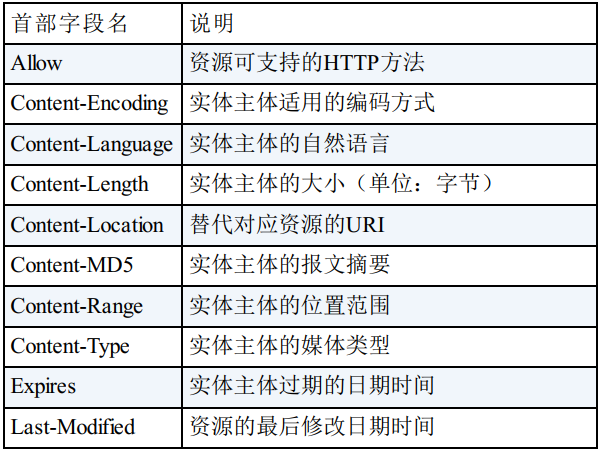 首部字段名 说明
Allow 资源可支持的HTTP方法
Content-Encoding 实体主体适用的编码方式
Content-Language 实体主体的自然语言
Content-Length 实体主体的大小（单位：字节）
Content-Location 替代对应资源的URI
Content-MD5 实体主体的报文摘要
Content-Range 实体主体的位置范围
Content-Type 实体主体的媒体类型
Expires 实体主体过期的日期时间
Last-Modified 资源的最后修改日期时间